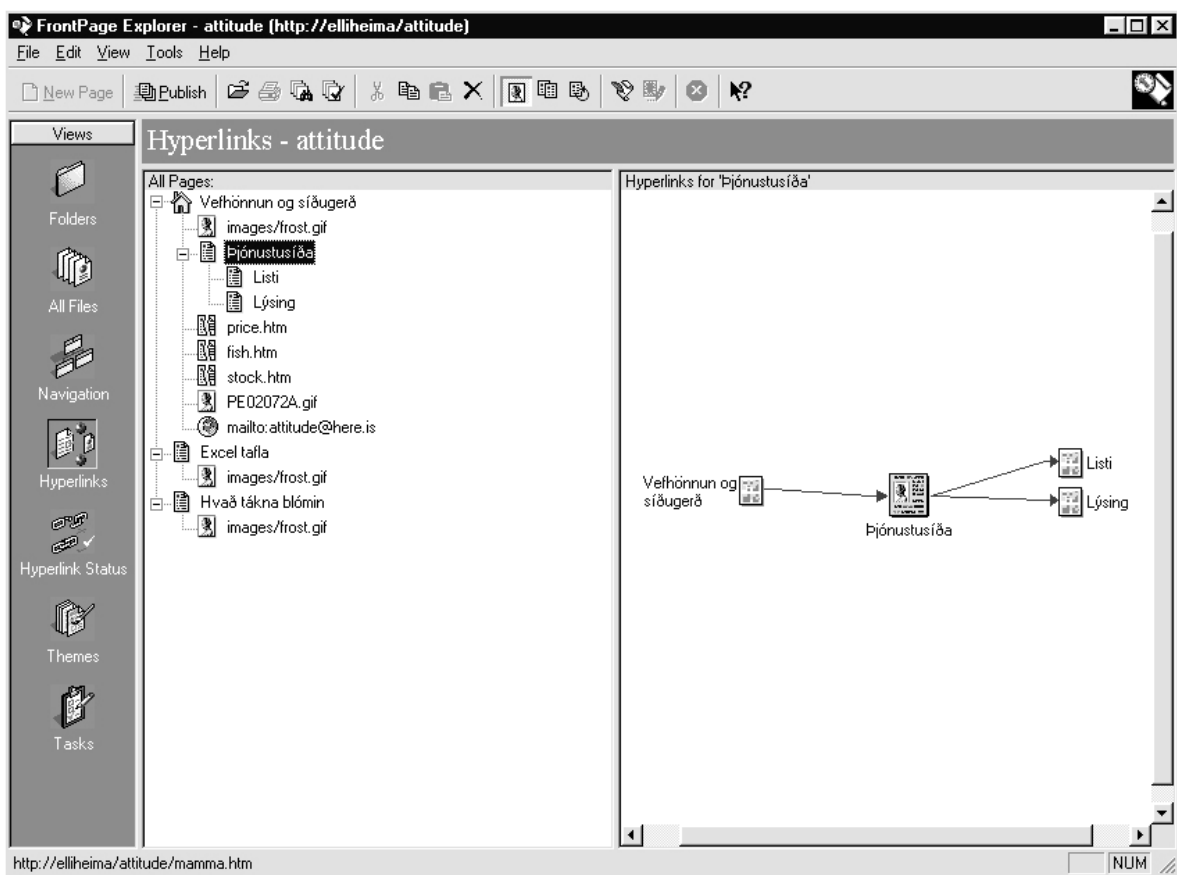 FrontPage Explorer - attitude (http://elliheima/attitude)
File Edit View Tools Help
New Page Publish
Views
Hyperlinks - attitude
Folders
All Files
Navigation
Hyperlinks
Hyperlink Status
Themes
Tasks
All Pages:
Vefhönnun og síðugerð
images/frost.gif
Þjónustusíða
Listi
Lýsing
price.htm
fish.htm
stock.htm
PE02072A.gif
mailto:attitude@here.is
Excel tafla
images/frost.gif
Hvað tákna blómin
images/frost.gif
Hyperlinks for 'Þjónustusíða'
Vefhönnun og
síðugerð
Þjónustusíða
Listi
Lýsing
http://elliheima/attitude/mamma.htm
NUM